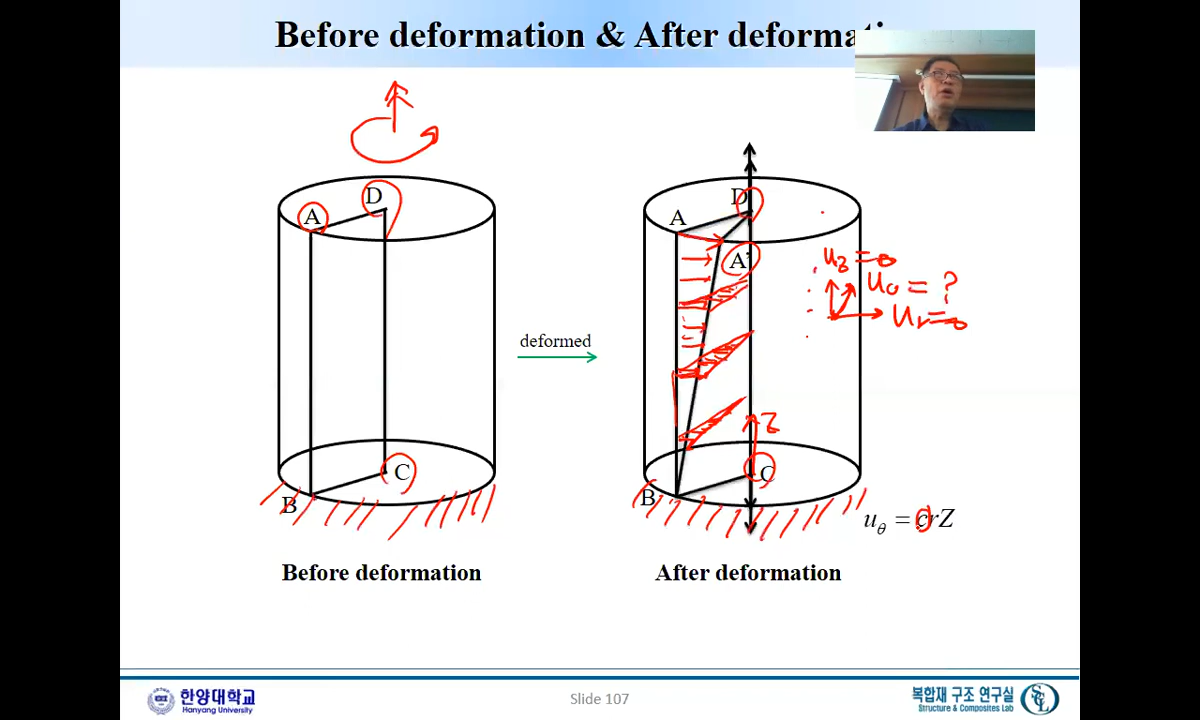 Before deformation & After deformati
A
D
B
C
deformed
A
D
A'
B
C
Z
u_z = 0
u_θ = ?
u_r = 0
u_θ = crZ
Before deformation
After deformation
한양대학교
Hanyang University
Slide 107
복합재 구조 연구실
Structure & Composites Lab
SCL